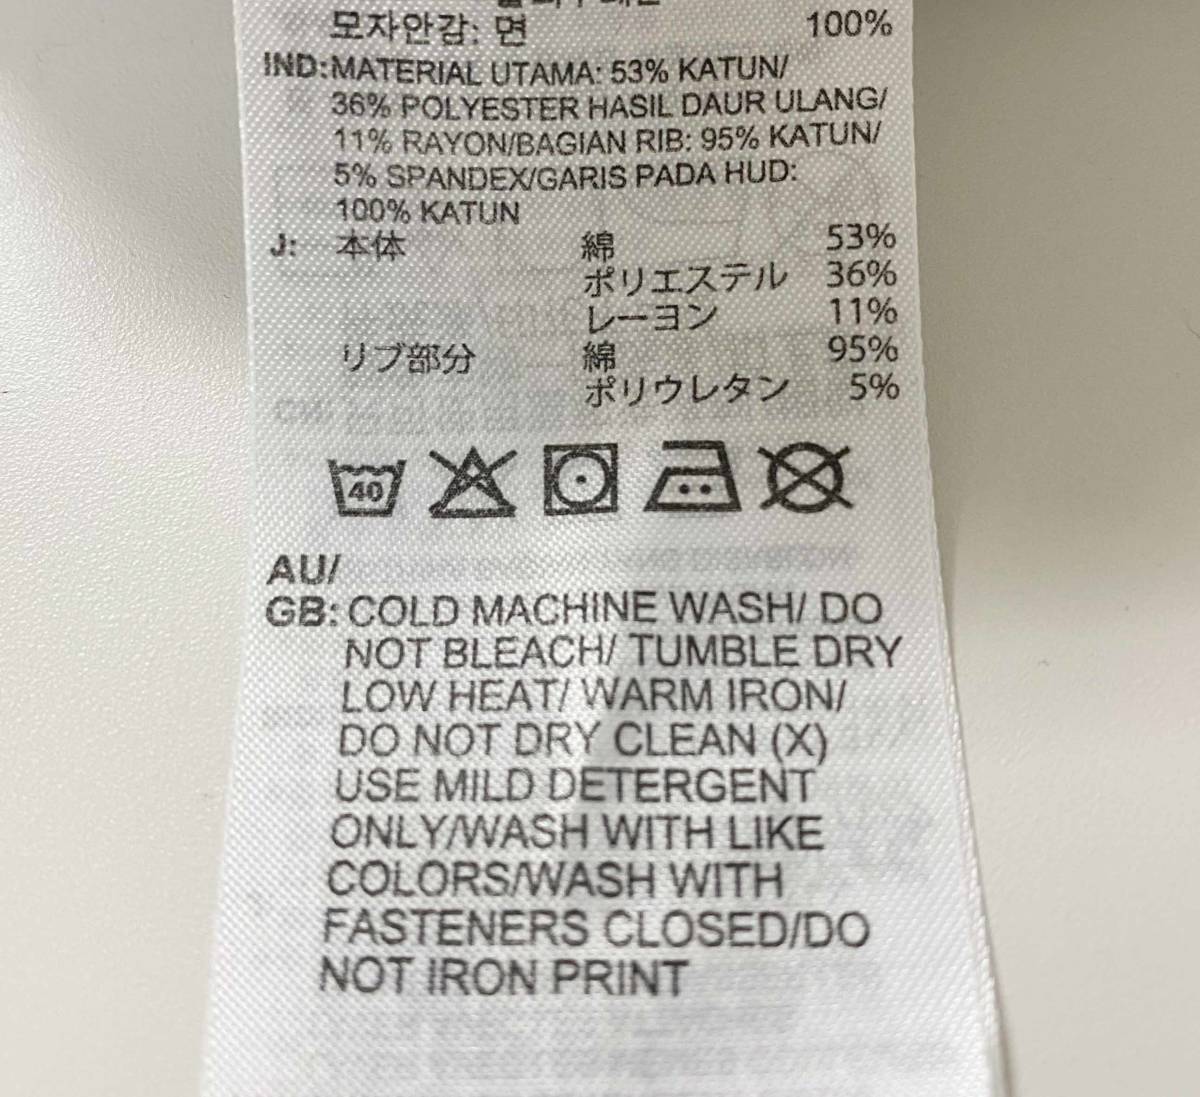 모자안감: 면 100%
IND: MATERIAL UTAMA: 53% KATUN/
36% POLYESTER HASIL DAUR ULANG/
11% RAYON/BAGIAN RIB: 95% KATUN/
5% SPANDEX/GARIS PADA HUD:
100% KATUN
J: 本体 綿 53%
ポリエステル 36%
レーヨン 11%
リブ部分 綿 95%
ポリウレタン 5%
40
AU/
GB: COLD MACHINE WASH/ DO
NOT BLEACH/ TUMBLE DRY
LOW HEAT/ WARM IRON/
DO NOT DRY CLEAN (X)
USE MILD DETERGENT
ONLY/WASH WITH LIKE
COLORS/WASH WITH
FASTENERS CLOSED/DO
NOT IRON PRINT